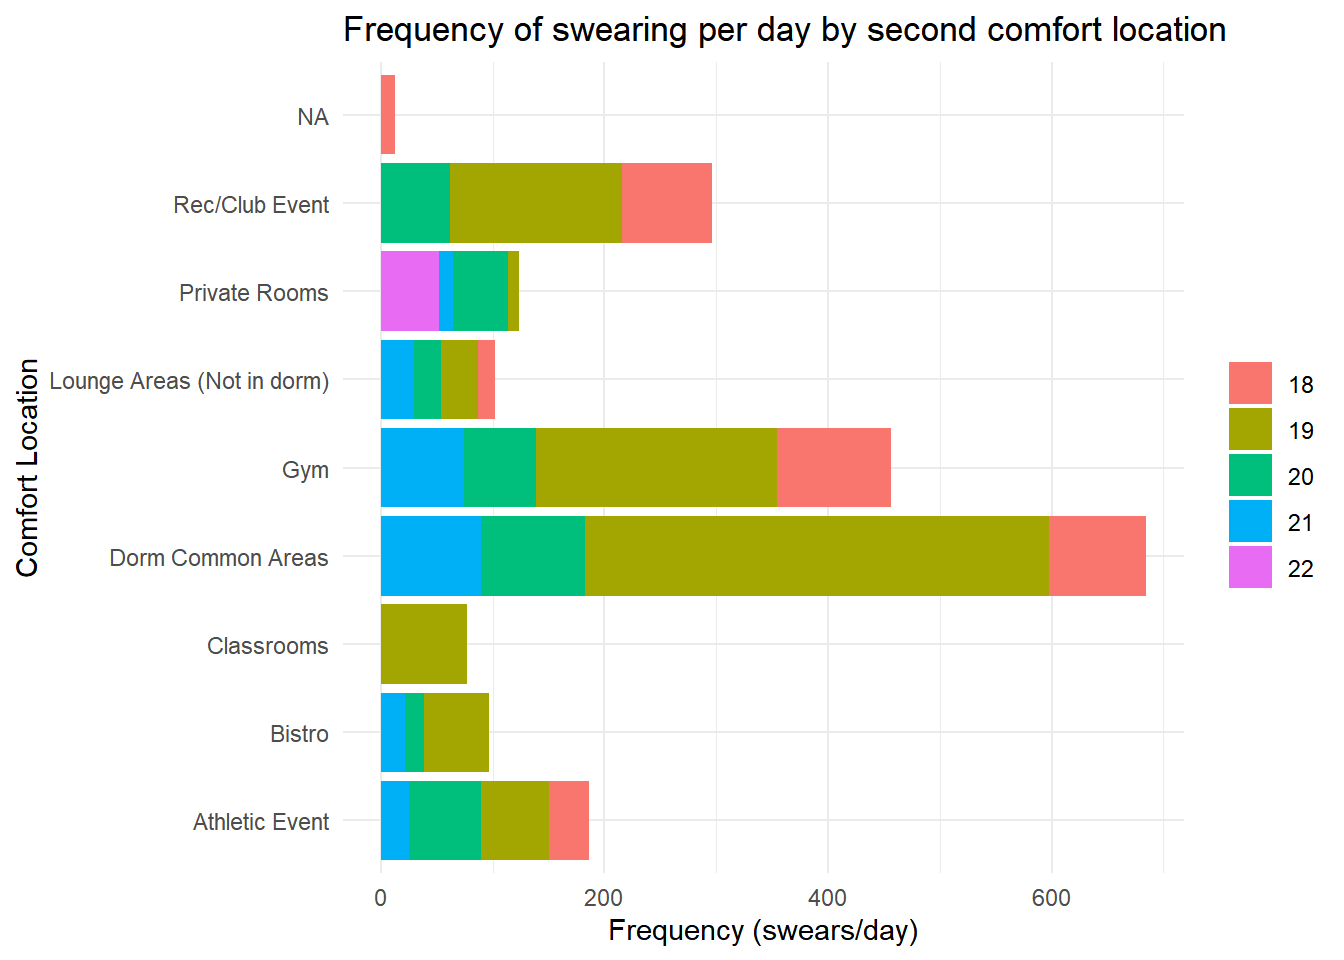 Frequency of swearing per day by second comfort location
NA
Rec/Club Event
Private Rooms
Lounge Areas (Not in dorm)
Gym
Dorm Common Areas
Classrooms
Bistro
Athletic Event
Comfort Location
0 200 400 600
Frequency (swears/day)
18
19
20
21
22